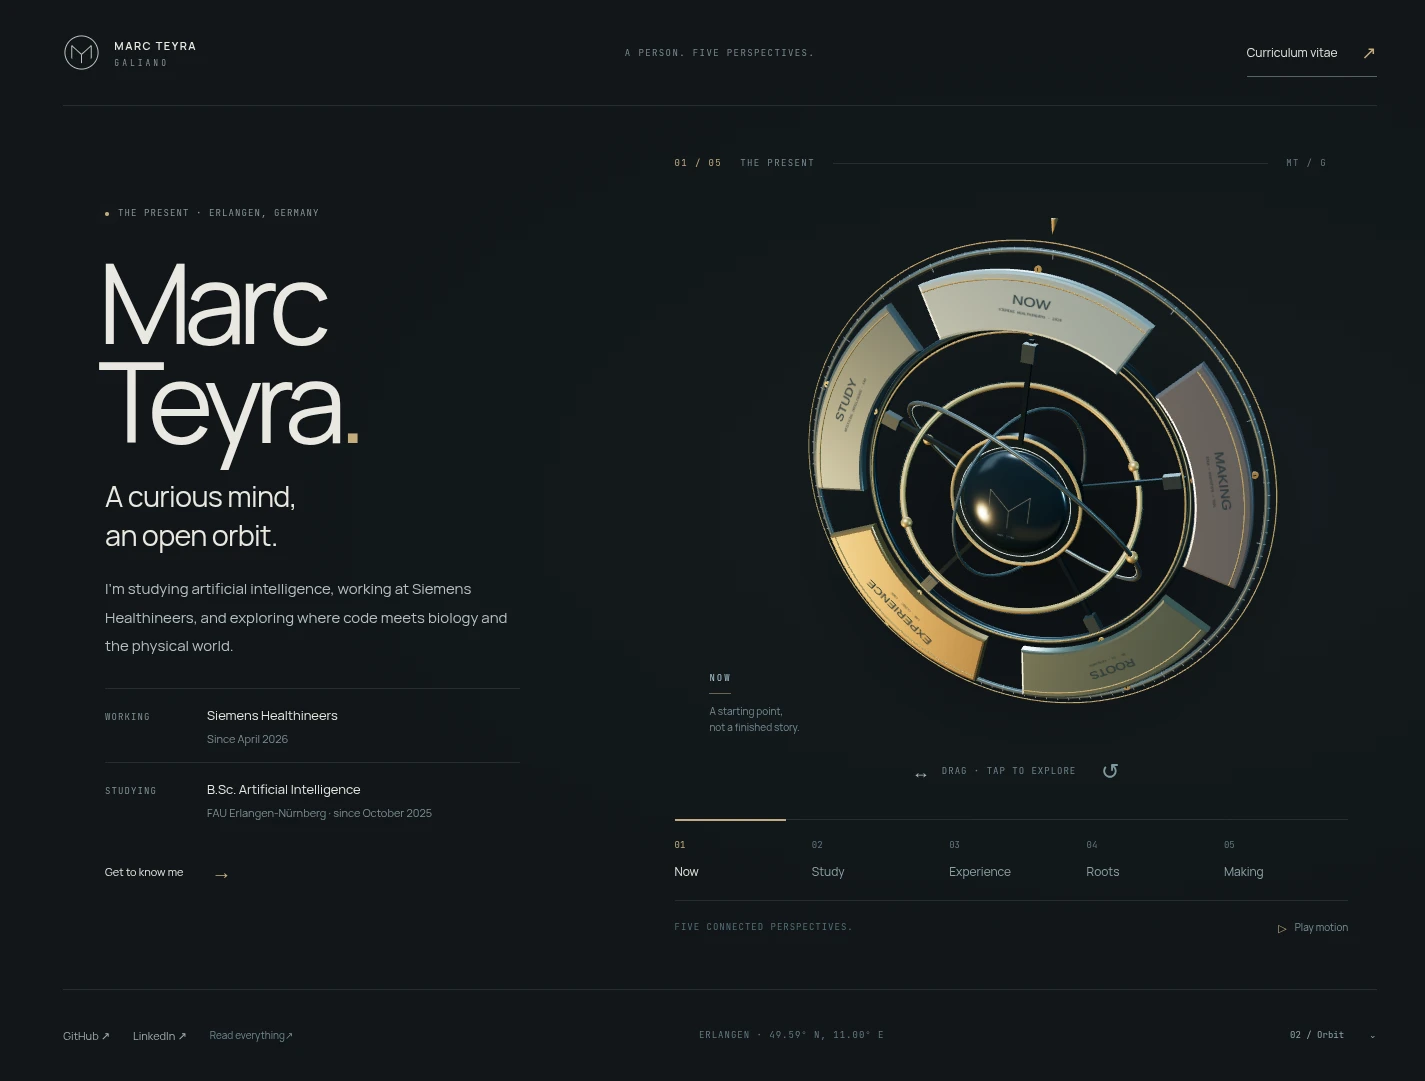 MARC TEYRA
GALIANO
A PERSON. FIVE PERSPECTIVES.
Curriculum vitae ↗
01 / 05 THE PRESENT MT / G
THE PRESENT · ERLANGEN, GERMANY
Marc
Teyra.
A curious mind,
an open orbit.
I'm studying artificial intelligence, working at Siemens
Healthineers, and exploring where code meets biology and
the physical world.
WORKING Siemens Healthineers
Since April 2026
STUDYING B.Sc. Artificial Intelligence
FAU Erlangen-Nürnberg · since October 2025
Get to know me →
NOW
STUDY
MAKING
EXPERIENCE
ROOTS
NOW
A starting point,
not a finished story.
↔ DRAG · TAP TO EXPLORE ↺
01 02 03 04 05
Now Study Experience Roots Making
FIVE CONNECTED PERSPECTIVES. ▷ Play motion
GitHub ↗ LinkedIn ↗ Read everything↗ ERLANGEN · 49.59° N, 11.00° E 02 / Orbit ⌄